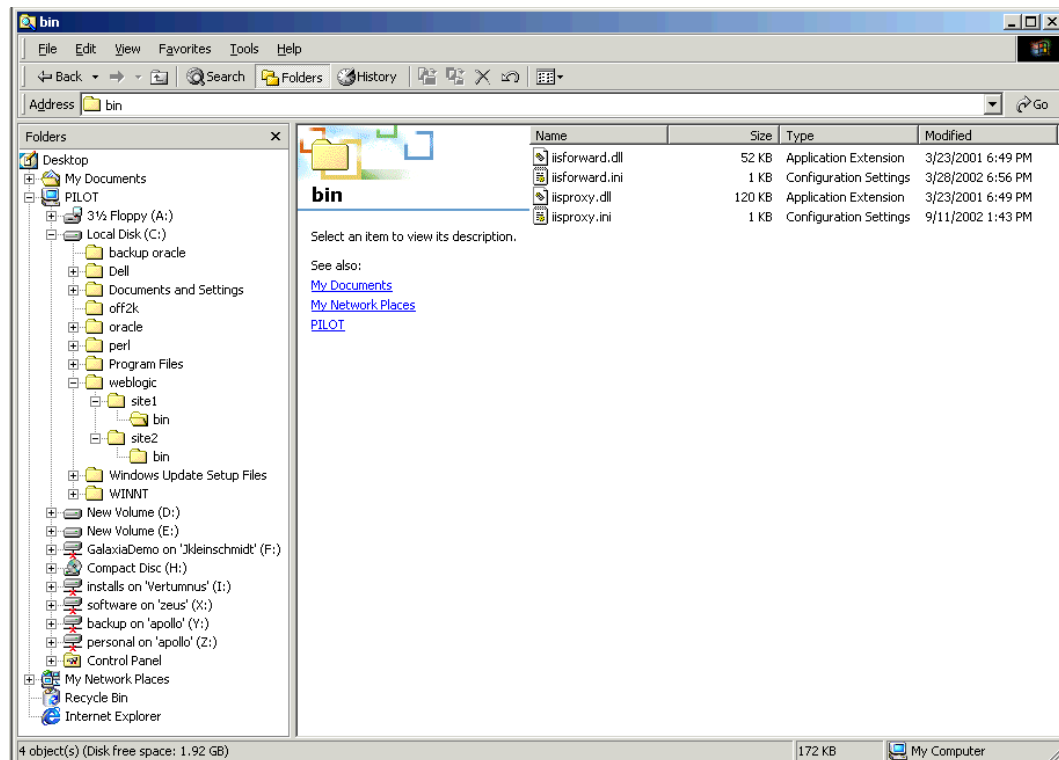 bin
File Edit View Favorites Tools Help
Back Search Folders History
Address bin Go
Folders
Desktop
My Documents
PILOT
3½ Floppy (A:)
Local Disk (C:)
backup oracle
Dell
Documents and Settings
off2k
oracle
perl
Program Files
weblogic
site1
bin
site2
bin
Windows Update Setup Files
WINNT
New Volume (D:)
New Volume (E:)
GalaxiaDemo on 'Jkleinschmidt' (F:)
Compact Disc (H:)
installs on 'Vertumnus' (I:)
software on 'zeus' (X:)
backup on 'apollo' (Y:)
personal on 'apollo' (Z:)
Control Panel
My Network Places
Recycle Bin
Internet Explorer
bin
Select an item to view its description.
See also:
My Documents
My Network Places
PILOT
Name Size Type Modified
iisforward.dll 52 KB Application Extension 3/23/2001 6:49 PM
iisforward.ini 1 KB Configuration Settings 3/28/2002 6:56 PM
iisproxy.dll 120 KB Application Extension 3/23/2001 6:49 PM
iisproxy.ini 1 KB Configuration Settings 9/11/2002 1:43 PM
4 object(s) (Disk free space: 1.92 GB) 172 KB My Computer